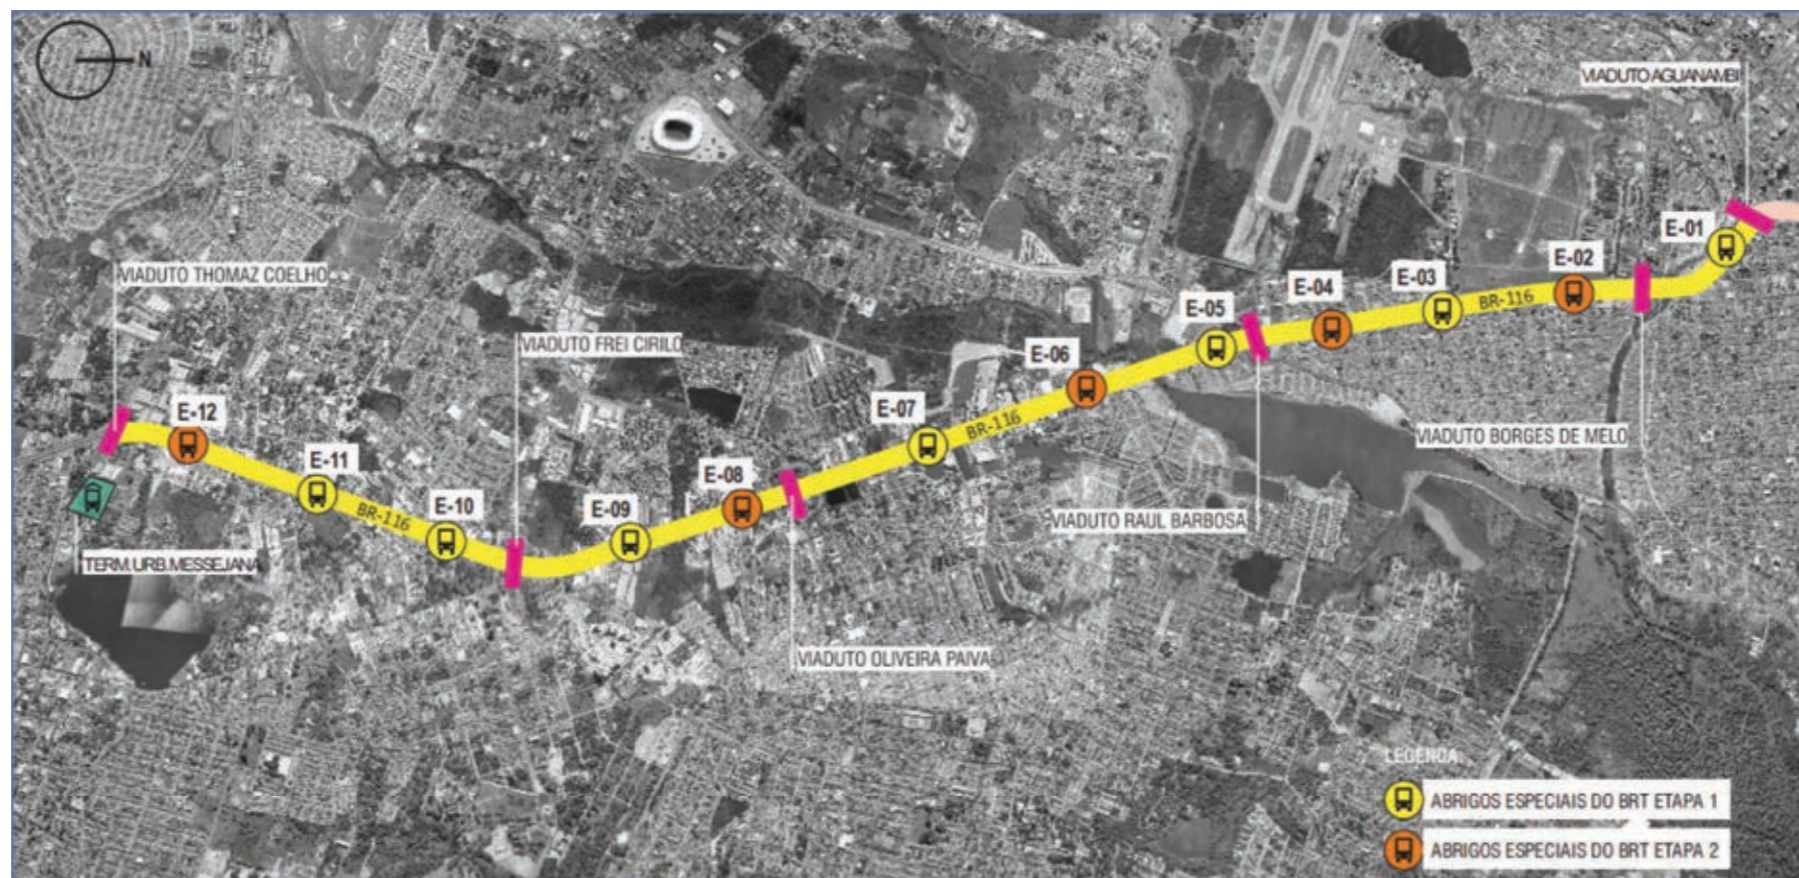 N
VIADUTO AGUANAMBI
E-01
E-02
E-03
E-04
E-05
E-06
E-07
E-08
E-09
E-10
E-11
E-12
VIADUTO THOMAZ COELHO
VIADUTO FREI CIRILO
BR-116
BR-116
BR-116
VIADUTO BORGES DE MELO
VIADUTO RAUL BARBOSA
TERM.URB.MESSEJANA
VIADUTO OLIVEIRA PAIVA
LEGENDA
ABRIGOS ESPECIAIS DO BRT ETAPA 1
ABRIGOS ESPECIAIS DO BRT ETAPA 2